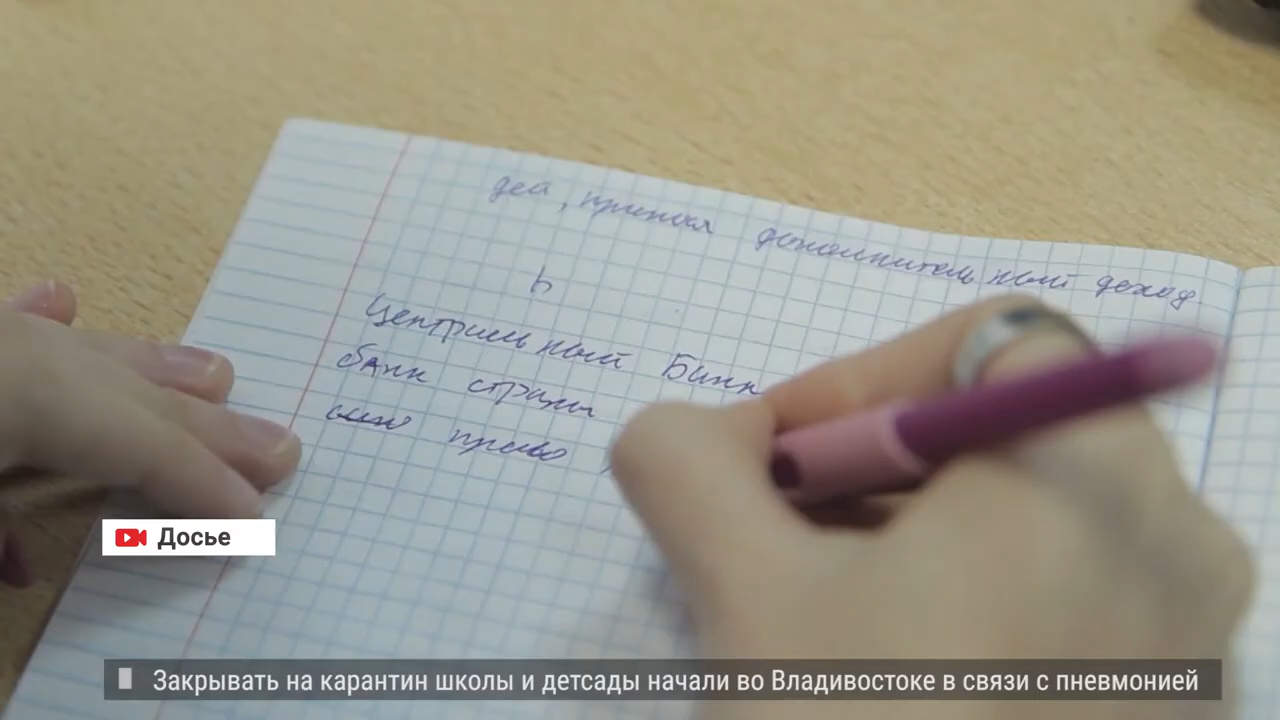 дей, принося дополнительный доход
ь
Центральный Банк
банк страны
право
Досье
Закрывать на карантин школы и детсады начали во Владивостоке в связи с пневмонией